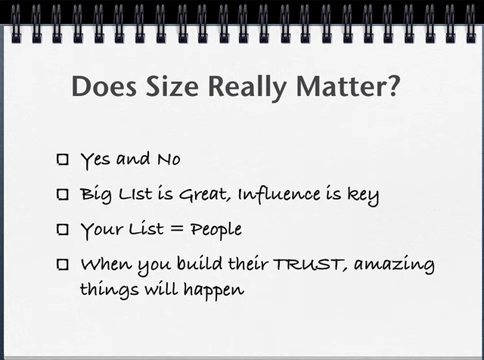 Does Size Really Matter?
Yes and No
Big LIst is Great, Influence is key
Your List = People
When you build their TRUST, amazing
things will happen